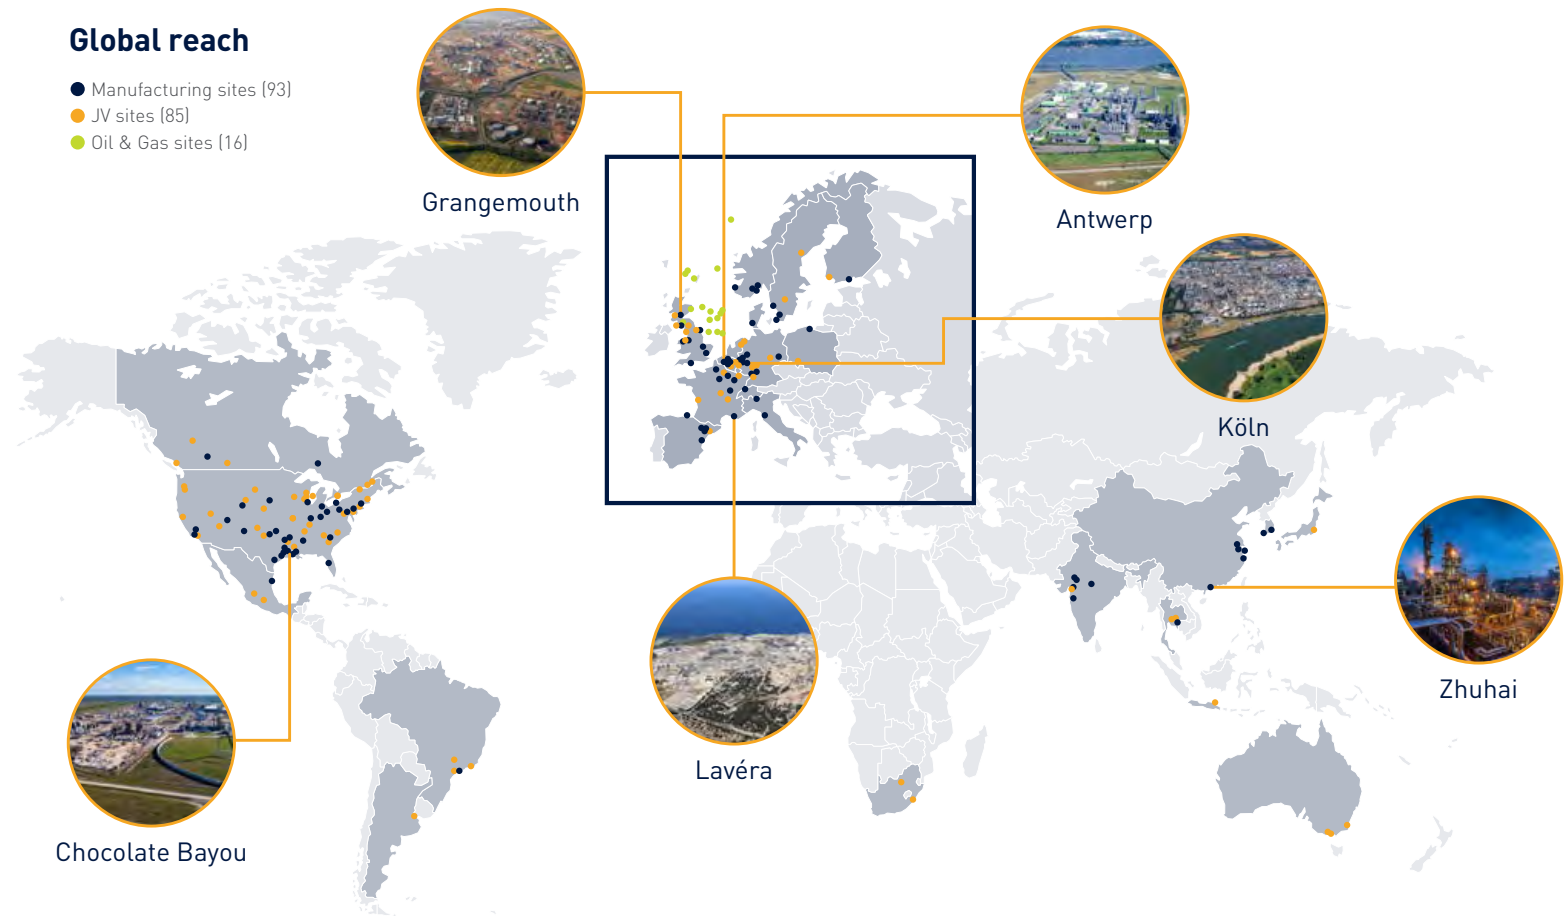 Global reach
Manufacturing sites (93)
JV sites (85)
Oil & Gas sites (16)
Grangemouth
Antwerp
Köln
Zhuhai
Lavéra
Chocolate Bayou